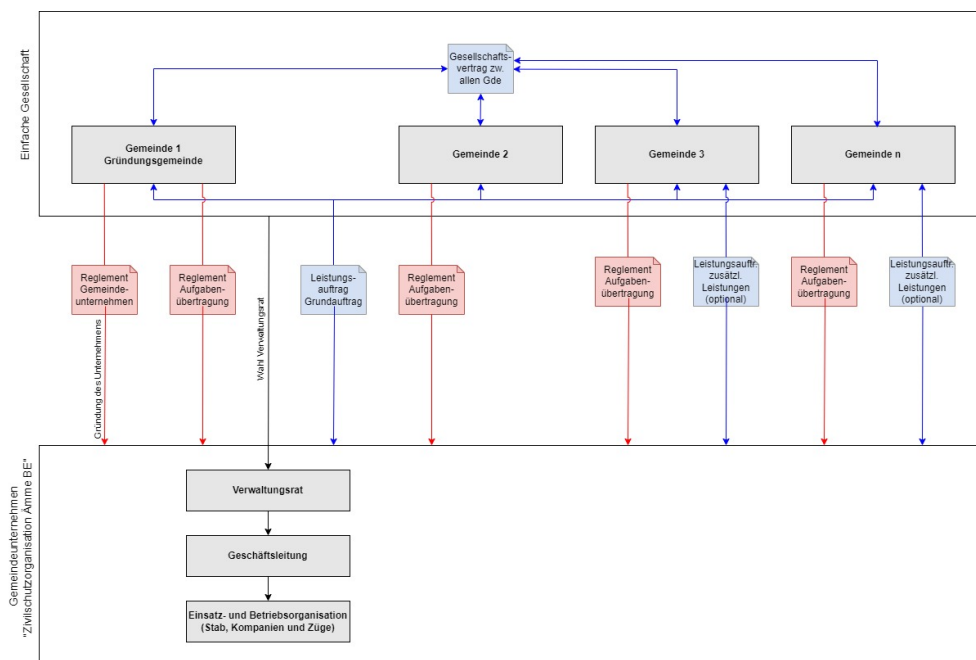 Einfache Gesellschaft
Gesellschafts-
vertrag zw.
allen Gde
Gemeinde 1
Gründungsgemeinde
Gemeinde 2
Gemeinde 3
Gemeinde n
Reglement
Gemeinde-
unternehmen
Reglement
Aufgaben-
übertragung
Leistungs-
auftrag
Grundauftrag
Reglement
Aufgaben-
übertragung
Reglement
Aufgaben-
übertragung
Leistungsauftr.
zusätzl.
Leistungen
(optional)
Reglement
Aufgaben-
übertragung
Leistungsauftr.
zusätzl.
Leistungen
(optional)
Gründung des Unternehmens
Wahl Verwaltungsrat
Gemeindeunternehmen
"Zivilschutzorganisation Ämme BE"
Verwaltungsrat
Geschäftsleitung
Einsatz- und Betriebsorganisation
(Stab, Kompanien und Züge)